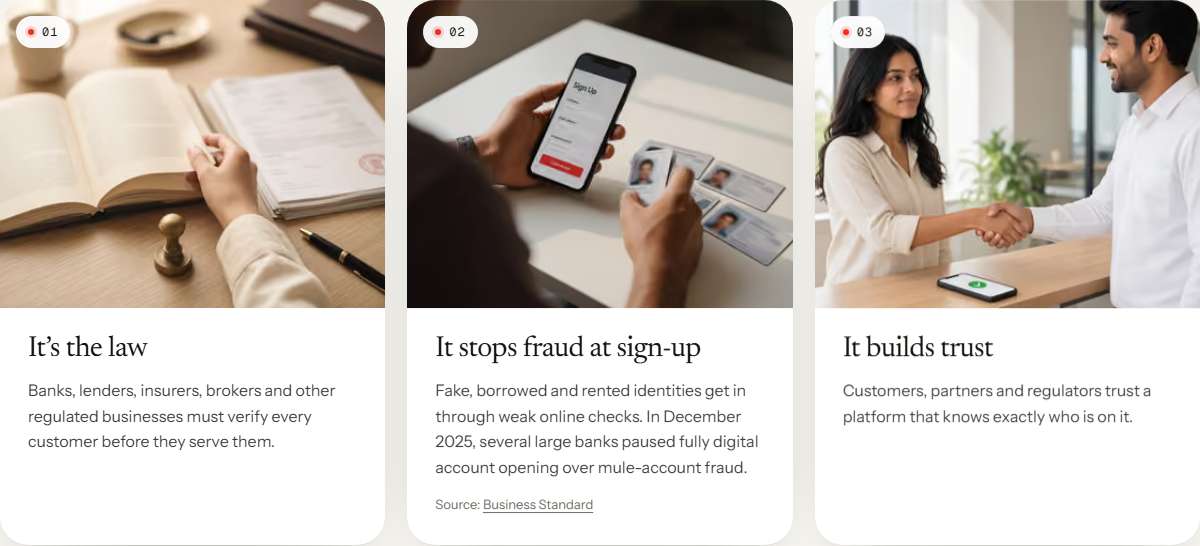 01
It’s the law
Banks, lenders, insurers, brokers and other
regulated businesses must verify every
customer before they serve them.
02
Sign Up
It stops fraud at sign-up
Fake, borrowed and rented identities get in
through weak online checks. In December
2025, several large banks paused fully digital
account opening over mule-account fraud.
Source: Business Standard
03
It builds trust
Customers, partners and regulators trust a
platform that knows exactly who is on it.